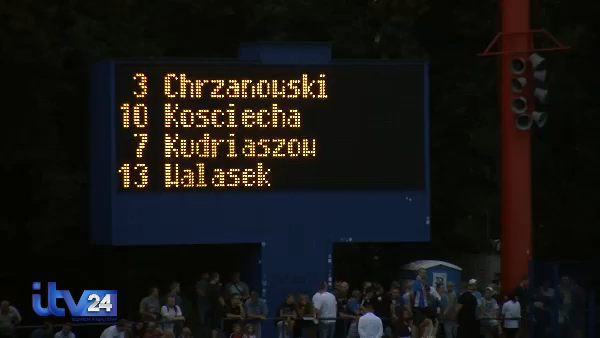 3 Chrzanowski
10 Kosciecha
7 Kudriaszow
13 Walasek
itv24